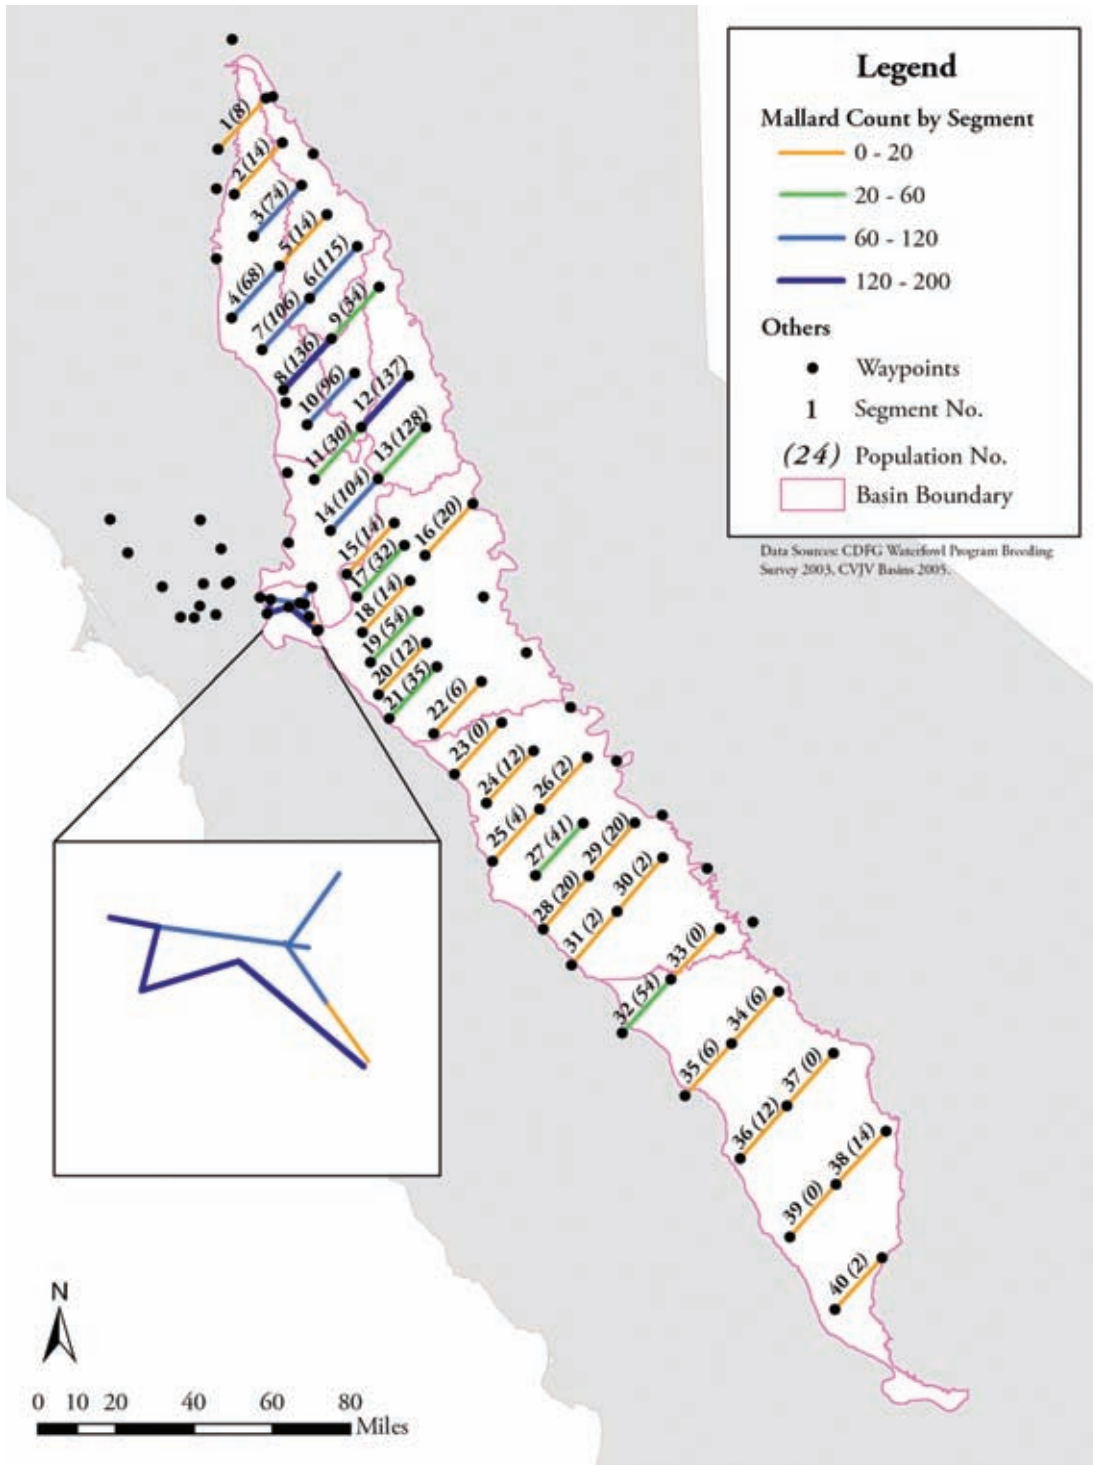 Legend
Mallard Count by Segment
0 - 20
20 - 60
60 - 120
120 - 200
Others
Waypoints
1 Segment No.
(24) Population No.
Basin Boundary
Data Sources: CDFG Waterfowl Program Breeding
Survey 2003, CVJV Basins 2005.
1 (8)
2 (14)
3 (74)
5 (14)
4 (68)
6 (115)
7 (106)
9 (34)
8 (136)
10 (96)
12 (137)
11 (30)
13 (128)
14 (104)
15 (14)
16 (20)
17 (32)
18 (14)
19 (54)
20 (12)
21 (35)
22 (6)
23 (0)
24 (12)
26 (2)
25 (4)
27 (41)
29 (20)
28 (20)
30 (2)
31 (2)
33 (0)
32 (54)
34 (6)
35 (6)
37 (0)
36 (12)
38 (14)
39 (0)
40 (2)
N
0 10 20 40 60 80
Miles